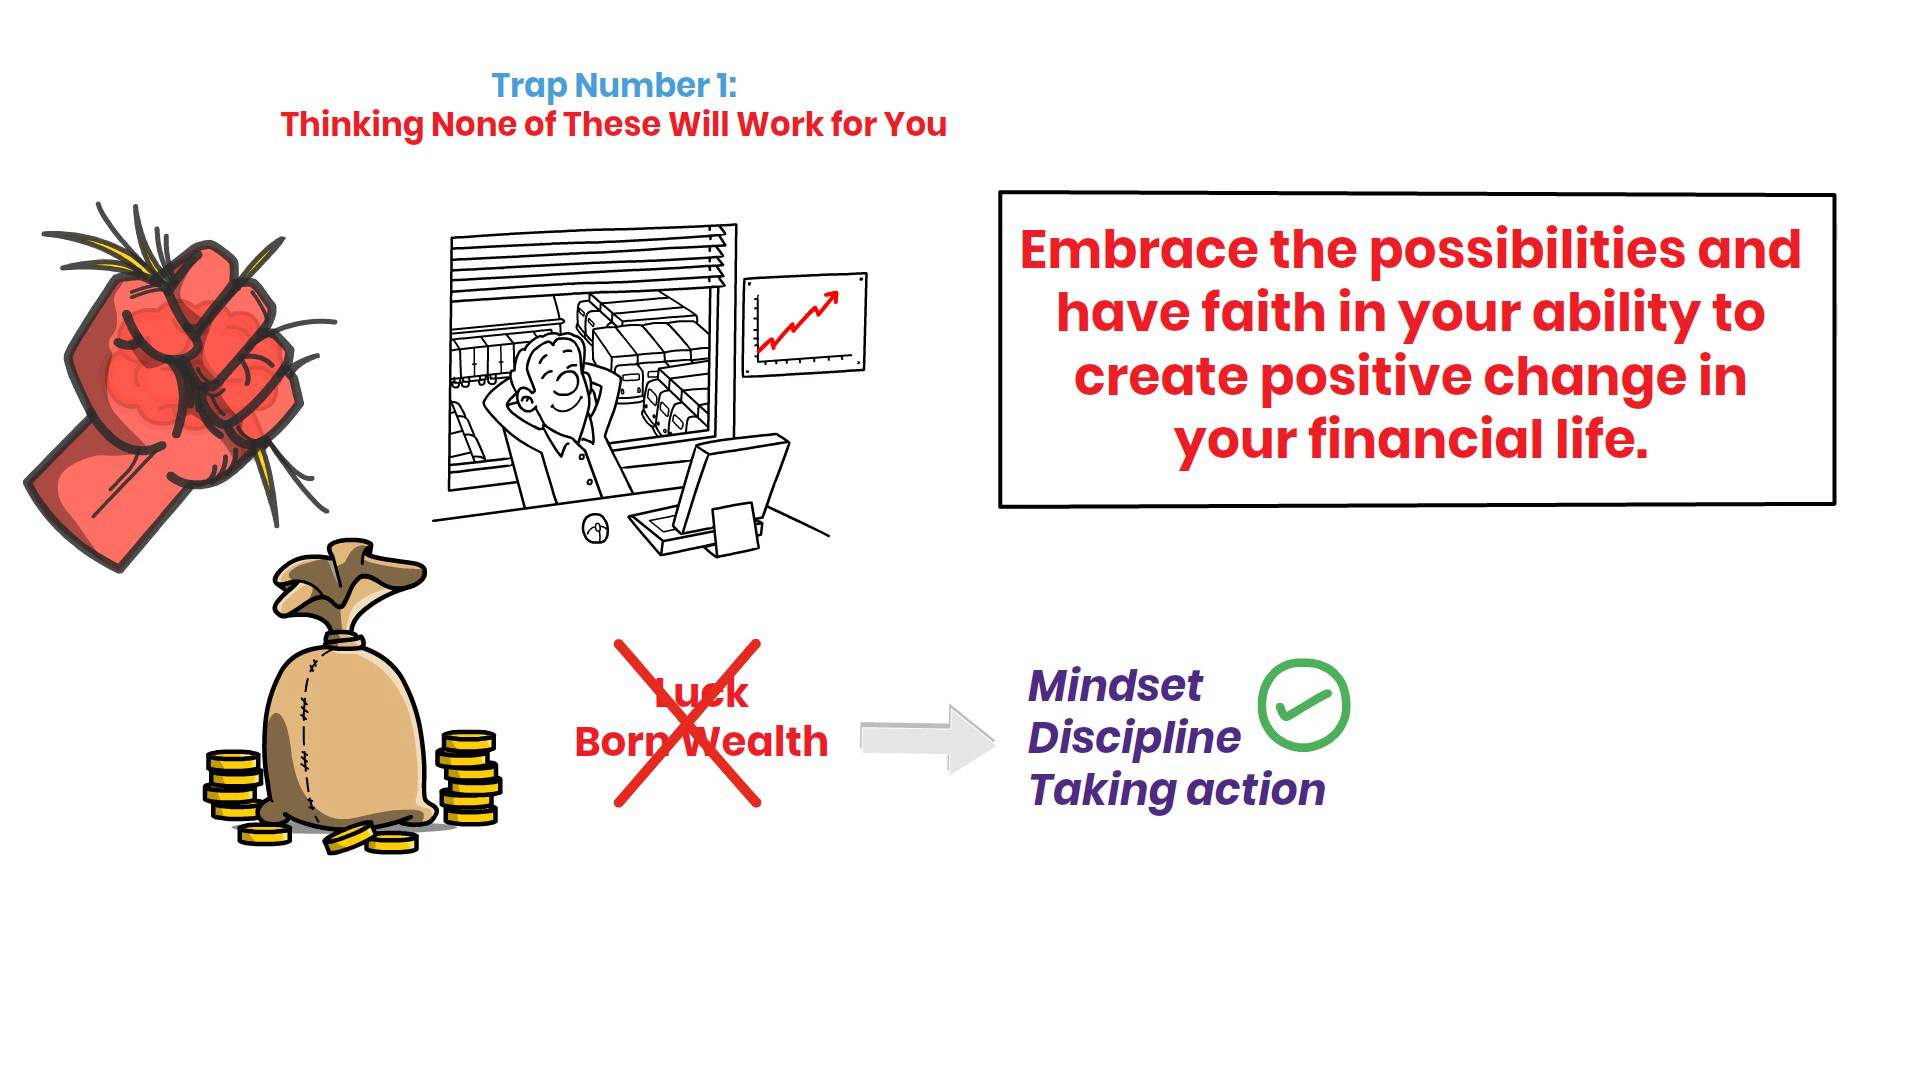 Trap Number 1:
Thinking None of These Will Work for You
Embrace the possibilities and
have faith in your ability to
create positive change in
your financial life.
Luck
Born Wealth
Mindset
Discipline
Taking action